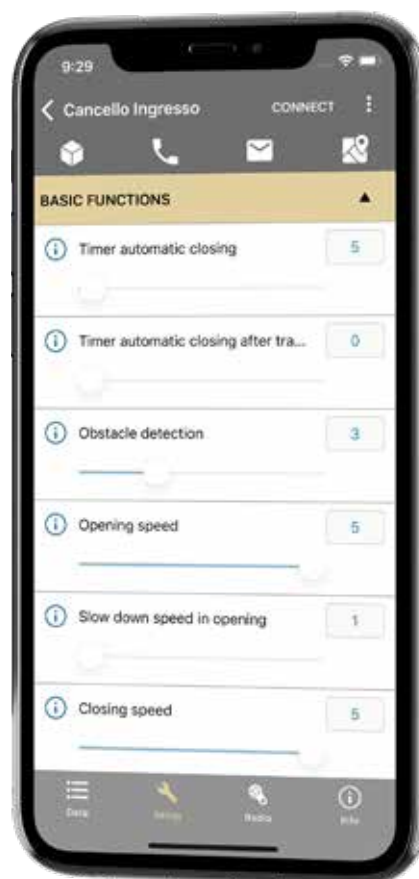 9:29
Cancello Ingresso
CONNECT
BASIC FUNCTIONS
Timer automatic closing
5
Timer automatic closing after tra...
0
Obstacle detection
3
Opening speed
5
Slow down speed in opening
1
Closing speed
5
Data
Setup
Radio
Info